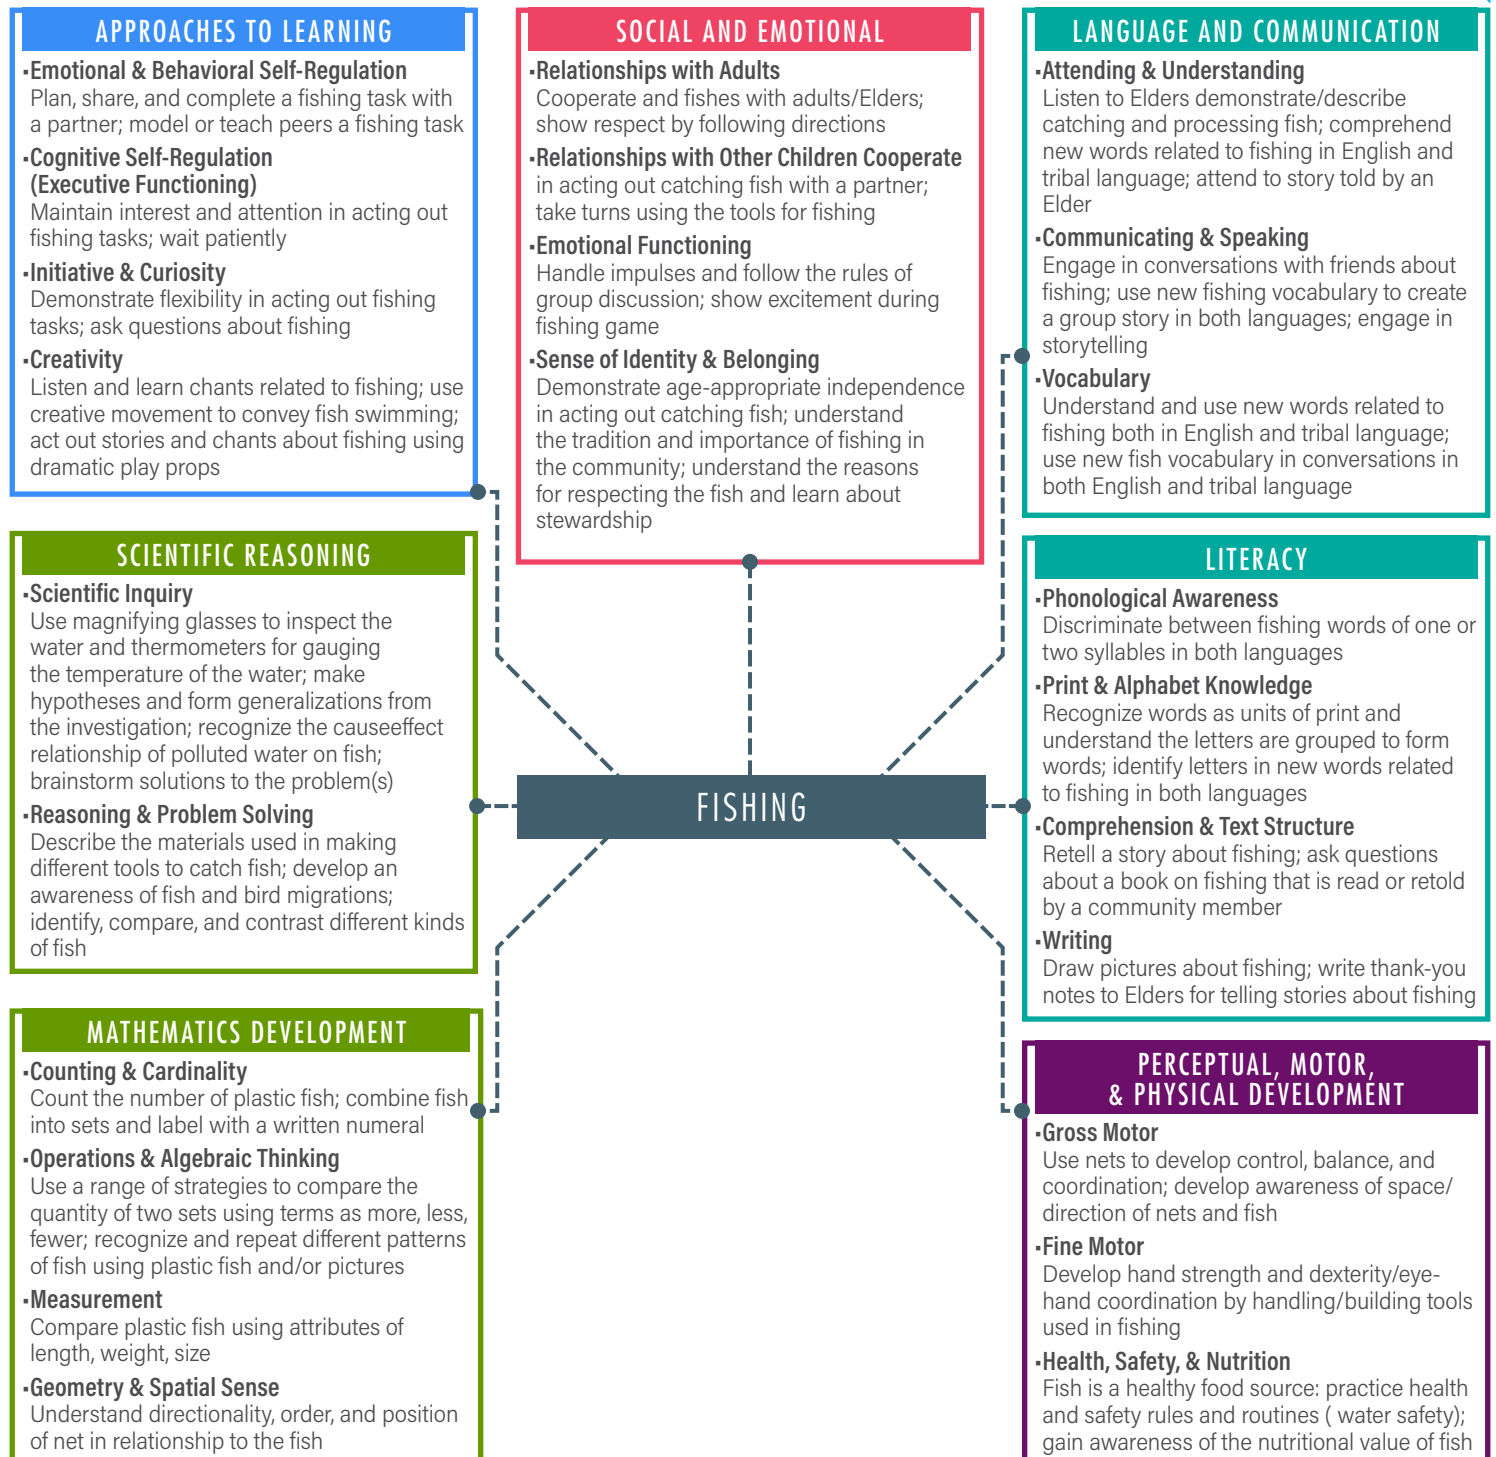 APPROACHES TO LEARNING
▪Emotional & Behavioral Self-Regulation
Plan, share, and complete a fishing task with
a partner; model or teach peers a fishing task
▪Cognitive Self-Regulation
(Executive Functioning)
Maintain interest and attention in acting out
fishing tasks; wait patiently
▪Initiative & Curiosity
Demonstrate flexibility in acting out fishing
tasks; ask questions about fishing
▪Creativity
Listen and learn chants related to fishing; use
creative movement to convey fish swimming;
act out stories and chants about fishing using
dramatic play props
SOCIAL AND EMOTIONAL
▪Relationships with Adults
Cooperate and fishes with adults/Elders;
show respect by following directions
▪Relationships with Other Children Cooperate
in acting out catching fish with a partner;
take turns using the tools for fishing
▪Emotional Functioning
Handle impulses and follow the rules of
group discussion; show excitement during
fishing game
▪Sense of Identity & Belonging
Demonstrate age-appropriate independence
in acting out catching fish; understand
the tradition and importance of fishing in
the community; understand the reasons
for respecting the fish and learn about
stewardship
LANGUAGE AND COMMUNICATION
▪Attending & Understanding
Listen to Elders demonstrate/describe
catching and processing fish; comprehend
new words related to fishing in English and
tribal language; attend to story told by an
Elder
▪Communicating & Speaking
Engage in conversations with friends about
fishing; use new fishing vocabulary to create
a group story in both languages; engage in
storytelling
▪Vocabulary
Understand and use new words related to
fishing both in English and tribal language;
use new fish vocabulary in conversations in
both English and tribal language
SCIENTIFIC REASONING
▪Scientific Inquiry
Use magnifying glasses to inspect the
water and thermometers for gauging
the temperature of the water; make
hypotheses and form generalizations from
the investigation; recognize the causeeffect
relationship of polluted water on fish;
brainstorm solutions to the problem(s)
▪Reasoning & Problem Solving
Describe the materials used in making
different tools to catch fish; develop an
awareness of fish and bird migrations;
identify, compare, and contrast different kinds
of fish
FISHING
LITERACY
▪Phonological Awareness
Discriminate between fishing words of one or
two syllables in both languages
▪Print & Alphabet Knowledge
Recognize words as units of print and
understand the letters are grouped to form
words; identify letters in new words related
to fishing in both languages
▪Comprehension & Text Structure
Retell a story about fishing; ask questions
about a book on fishing that is read or retold
by a community member
▪Writing
Draw pictures about fishing; write thank-you
notes to Elders for telling stories about fishing
MATHEMATICS DEVELOPMENT
▪Counting & Cardinality
Count the number of plastic fish; combine fish
into sets and label with a written numeral
▪Operations & Algebraic Thinking
Use a range of strategies to compare the
quantity of two sets using terms as more, less,
fewer; recognize and repeat different patterns
of fish using plastic fish and/or pictures
▪Measurement
Compare plastic fish using attributes of
length, weight, size
▪Geometry & Spatial Sense
Understand directionality, order, and position
of net in relationship to the fish
PERCEPTUAL, MOTOR,
& PHYSICAL DEVELOPMENT
▪Gross Motor
Use nets to develop control, balance, and
coordination; develop awareness of space/
direction of nets and fish
▪Fine Motor
Develop hand strength and dexterity/eye-
hand coordination by handling/building tools
used in fishing
▪Health, Safety, & Nutrition
Fish is a healthy food source: practice health
and safety rules and routines ( water safety);
gain awareness of the nutritional value of fish